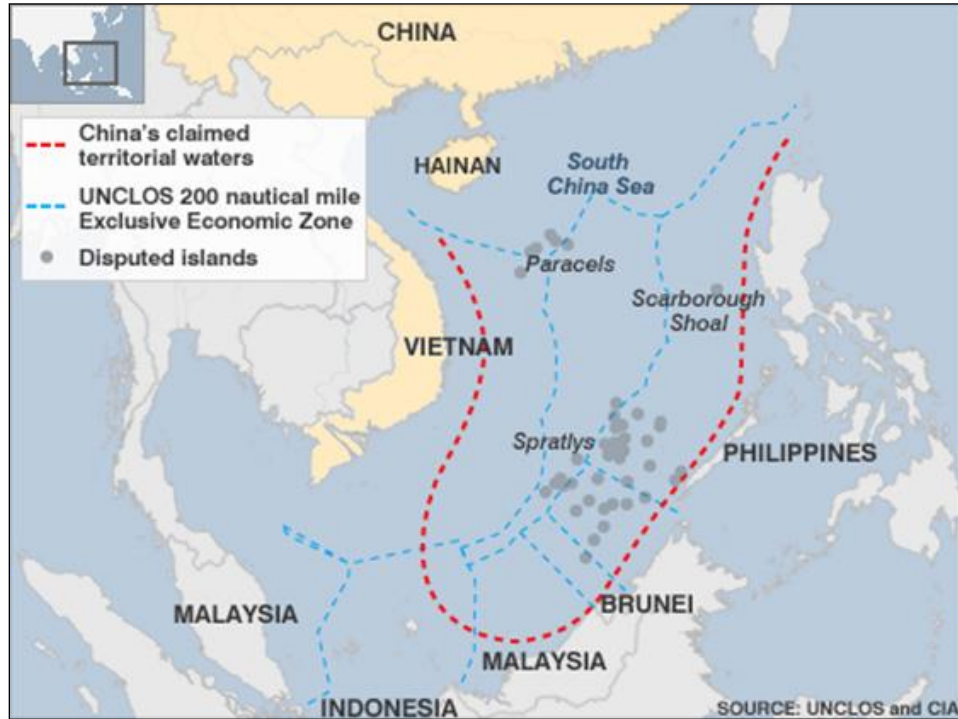 CHINA
China's claimed
territorial waters
UNCLOS 200 nautical mile
Exclusive Economic Zone
Disputed islands
HAINAN
South
China Sea
Paracels
Scarborough
Shoal
VIETNAM
Spratlys
PHILIPPINES
MALAYSIA
BRUNEI
MALAYSIA
INDONESIA
SOURCE: UNCLOS and CIA